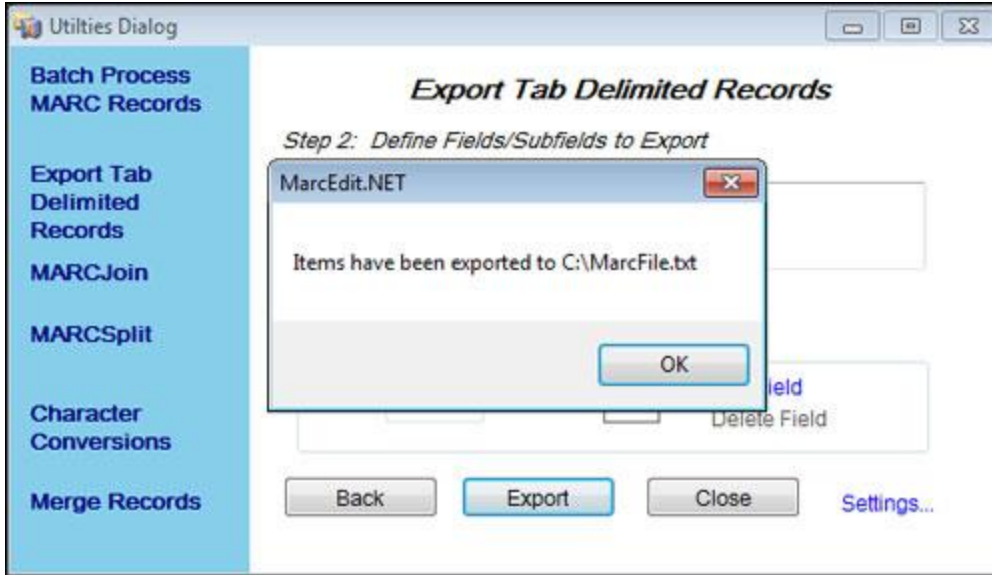 Utilties Dialog
Batch Process
MARC Records
Export Tab
Delimited
Records
MARCJoin
MARCSplit
Character
Conversions
Merge Records
Export Tab Delimited Records
Step 2: Define Fields/Subfields to Export
MarcEdit.NET
Items have been exported to C:\MarcFile.txt
OK
Delete Field
Back
Export
Close
Settings...